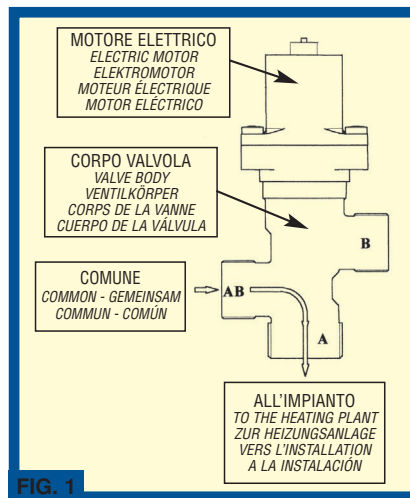 MOTORE ELETTRICO
ELECTRIC MOTOR
ELEKTROMOTOR
MOTEUR ÉLECTRIQUE
MOTOR ELÉCTRICO
CORPO VALVOLA
VALVE BODY
VENTILKÖRPER
CORPS DE LA VANNE
CUERPO DE LA VÁLVULA
B
COMUNE
COMMON - GEMEINSAM
COMMUN - COMÚN
AB
A
ALL'IMPIANTO
TO THE HEATING PLANT
ZUR HEIZUNGSANLAGE
VERS L'INSTALLATION
A LA INSTALACIÓN
FIG. 1